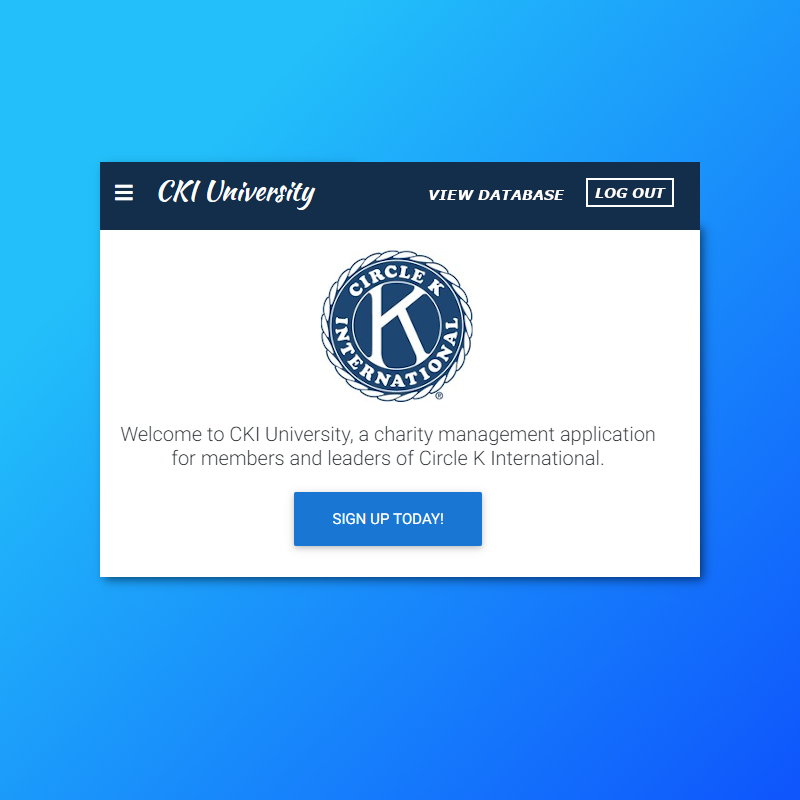 CKI University
VIEW DATABASE
LOG OUT
CIRCLE K
INTERNATIONAL
K
®
Welcome to CKI University, a charity management application
for members and leaders of Circle K International.
SIGN UP TODAY!